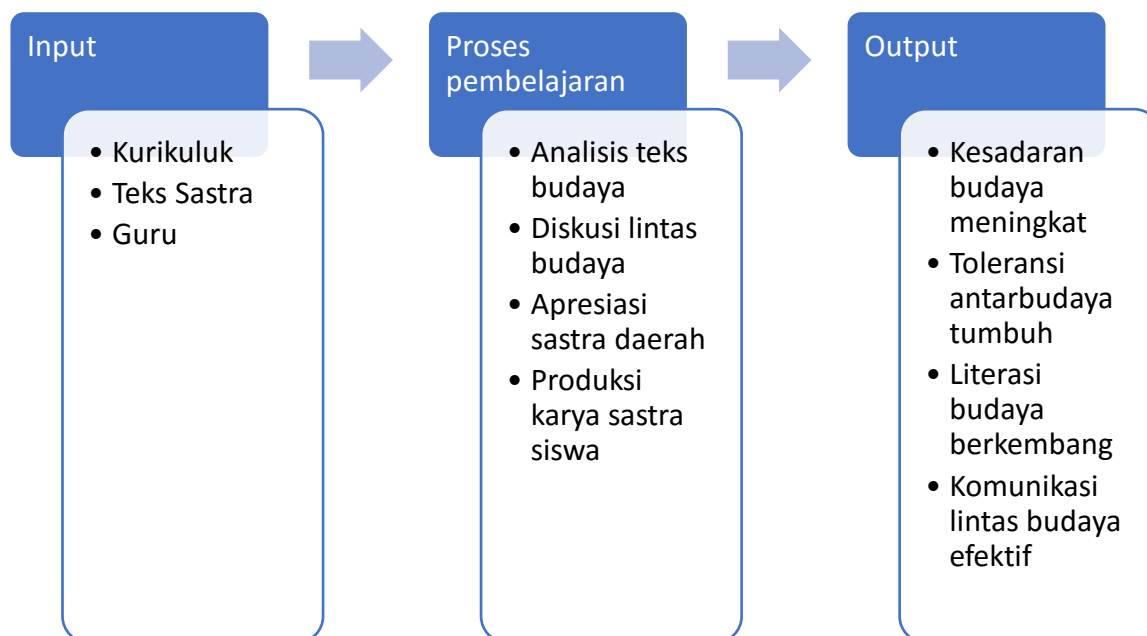 Input
• Kurikuluk
• Teks Sastra
• Guru
Proses
pembelajaran
• Analisis teks
budaya
• Diskusi lintas
budaya
• Apresiasi
sastra daerah
• Produksi
karya sastra
siswa
Output
• Kesadaran
budaya
meningkat
• Toleransi
antarbudaya
tumbuh
• Literasi
budaya
berkembang
• Komunikasi
lintas budaya
efektif